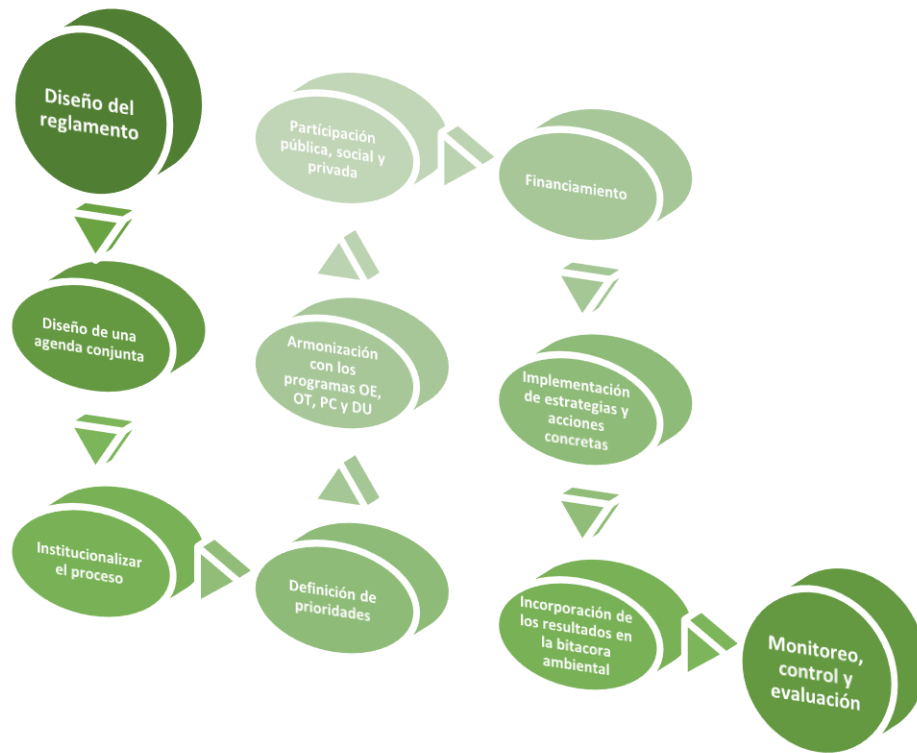 Diseño del
reglamento
Diseño de una
agenda conjunta
Institucionalizar
el proceso
Definición de
prioridades
Armonización
con los
programas OE,
OT, PC y DU
Participación
pública, social y
privada
Financiamiento
Implementación
de estrategias y
acciones
concretas
Incorporación de
los resultados en
la bitacora
ambiental
Monitoreo,
control y
evaluación